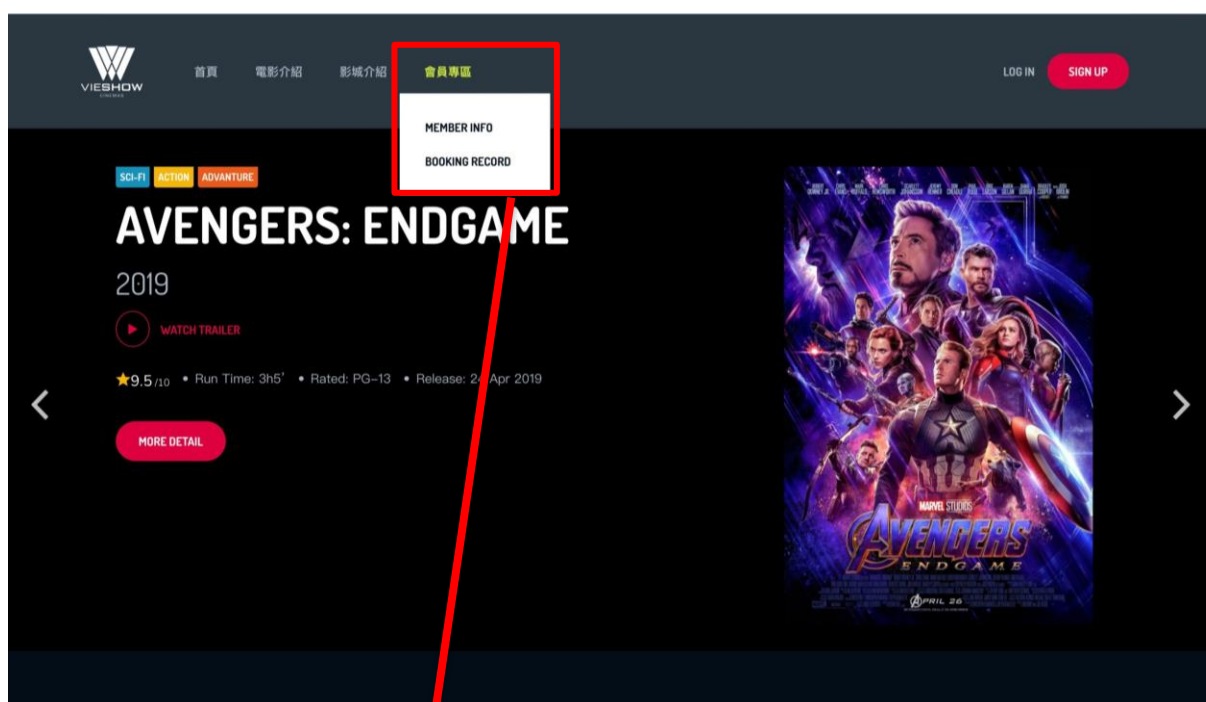 VIESHOW
CINEMAS
首頁 電影介紹 影城介紹 會員專區 LOG IN SIGN UP
MEMBER INFO
BOOKING RECORD
SCI-FI ACTION ADVANTURE
AVENGERS: ENDGAME
2019
WATCH TRAILER
9.5 /10 • Run Time: 3h5’ • Rated: PG-13 • Release: 24 Apr 2019
MORE DETAIL
MARVEL STUDIOS
AVENGERS
ENDGAME
APRIL 26